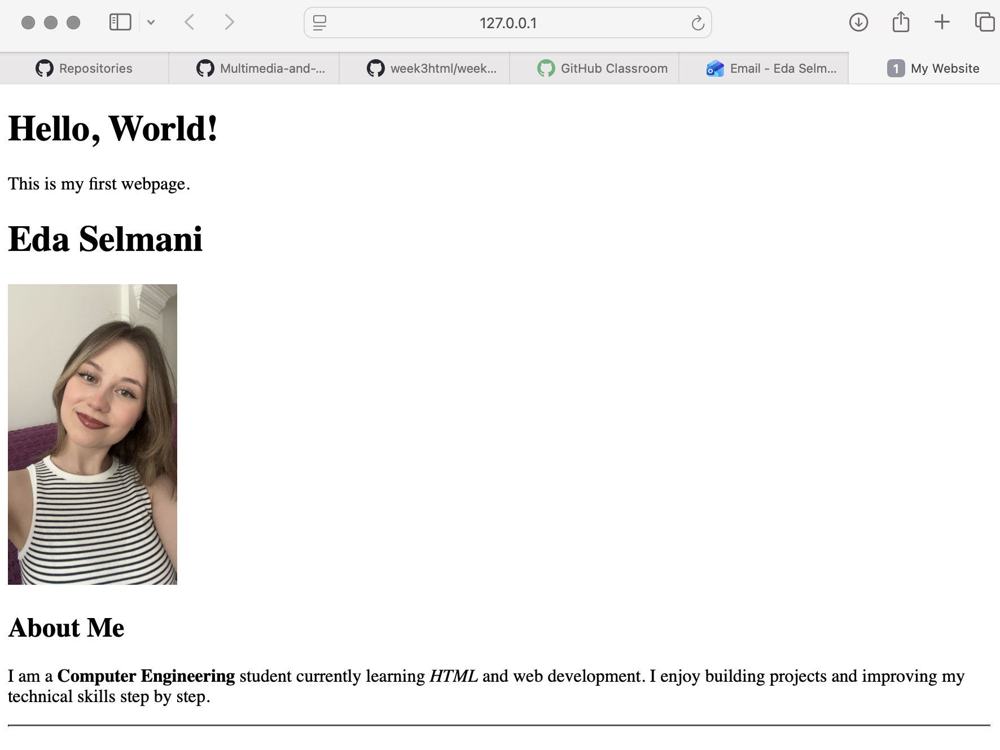 127.0.0.1
Repositories
Multimedia-and-...
week3html/week...
GitHub Classroom
Email - Eda Selm...
1 My Website
Hello, World!
This is my first webpage.
Eda Selmani
About Me
I am a Computer Engineering student currently learning HTML and web development. I enjoy building projects and improving my
technical skills step by step.